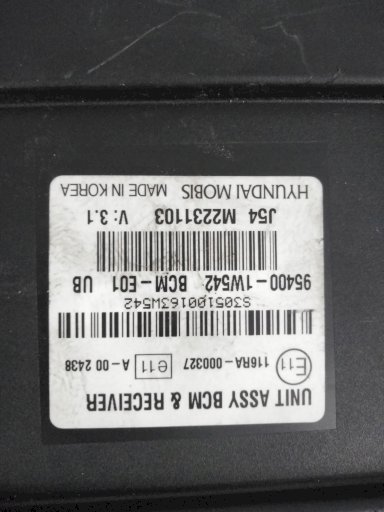 UNIT ASSY BCM & RECEIVER
E11 116RA-000327 e11 A-00 2438
S305100163W542
95400-1W542 BCM-E01 UB
J54 M2231103 V: 3.1
HYUNDAI MOBIS MADE IN KOREA